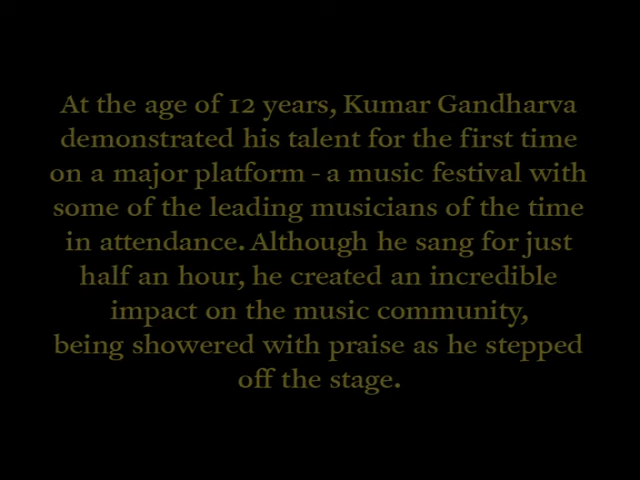 At the age of 12 years, Kumar Gandharva
demonstrated his talent for the first time
on a major platform - a music festival with
some of the leading musicians of the time
in attendance. Although he sang for just
half an hour, he created an incredible
impact on the music community,
being showered with praise as he stepped
off the stage.